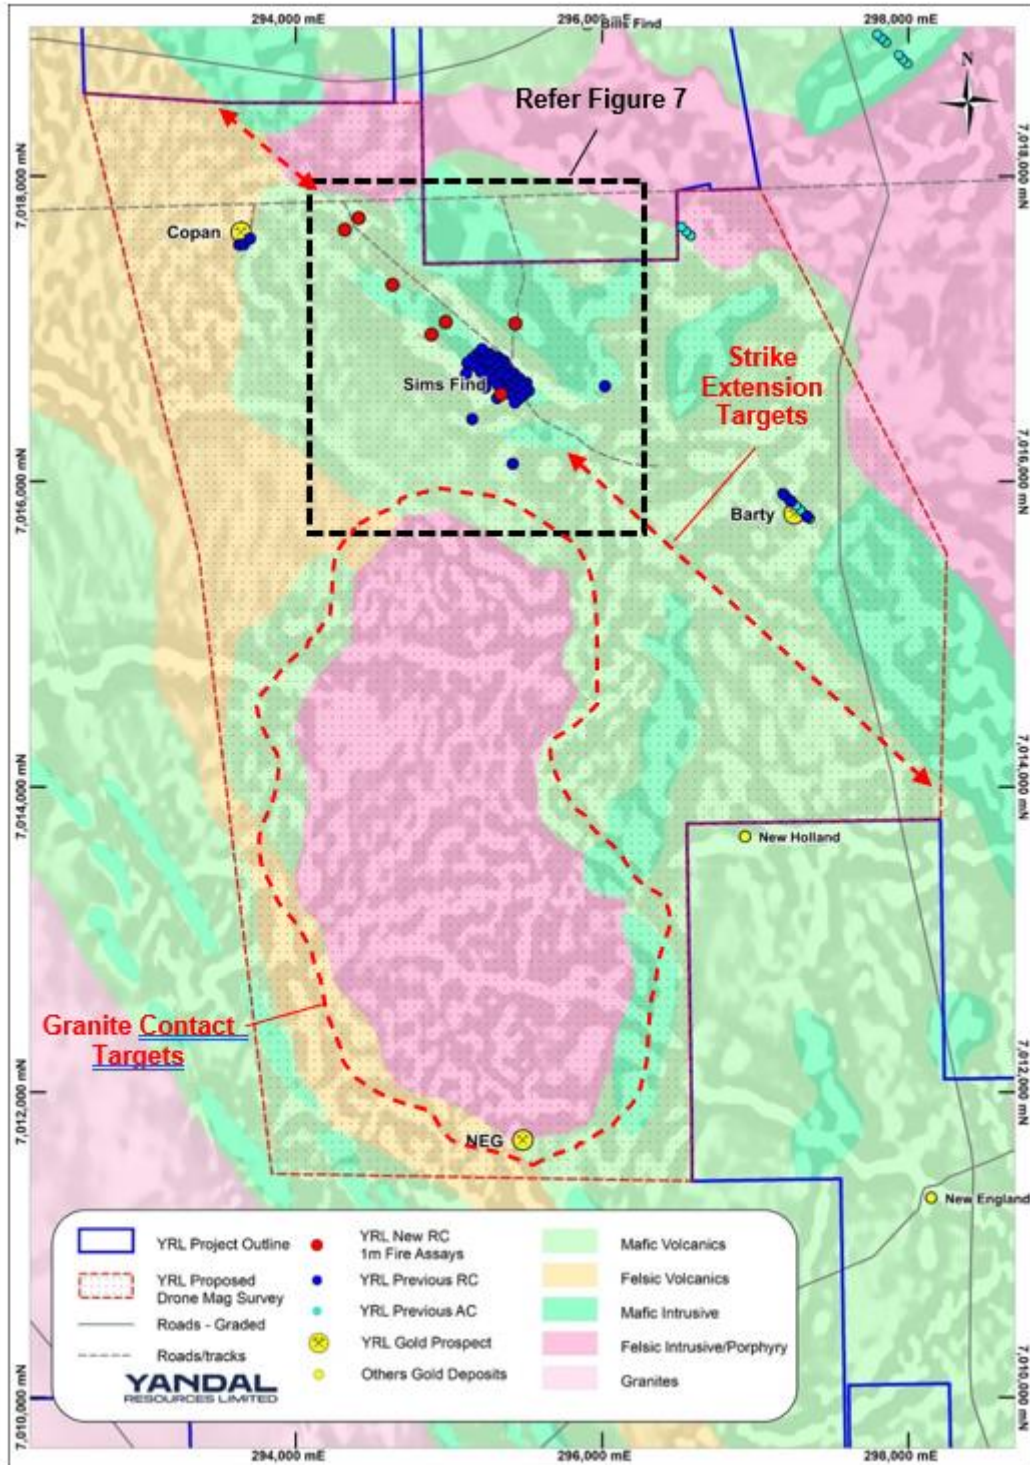 294,000 mE
296,000 mE
298,000 mE
Bills Find
N
Refer Figure 7
7,018,000 mN
7,018,000 mN
Copan
Sims Find
Strike
Extension
Targets
7,016,000 mN
7,016,000 mN
Barty
7,014,000 mN
7,014,000 mN
New Holland
Granite Contact
Targets
7,012,000 mN
7,012,000 mN
NEG
New England
YRL Project Outline
YRL Proposed
Drone Mag Survey
Roads - Graded
Roads/tracks
YANDAL
RESOURCES LIMITED
YRL New RC
1m Fire Assays
YRL Previous RC
YRL Previous AC
YRL Gold Prospect
Others Gold Deposits
Mafic Volcanics
Felsic Volcanics
Mafic Intrusive
Felsic Intrusive/Porphyry
Granites
7,010,000 mN
7,010,000 mN
294,000 mE
296,000 mE
298,000 mE